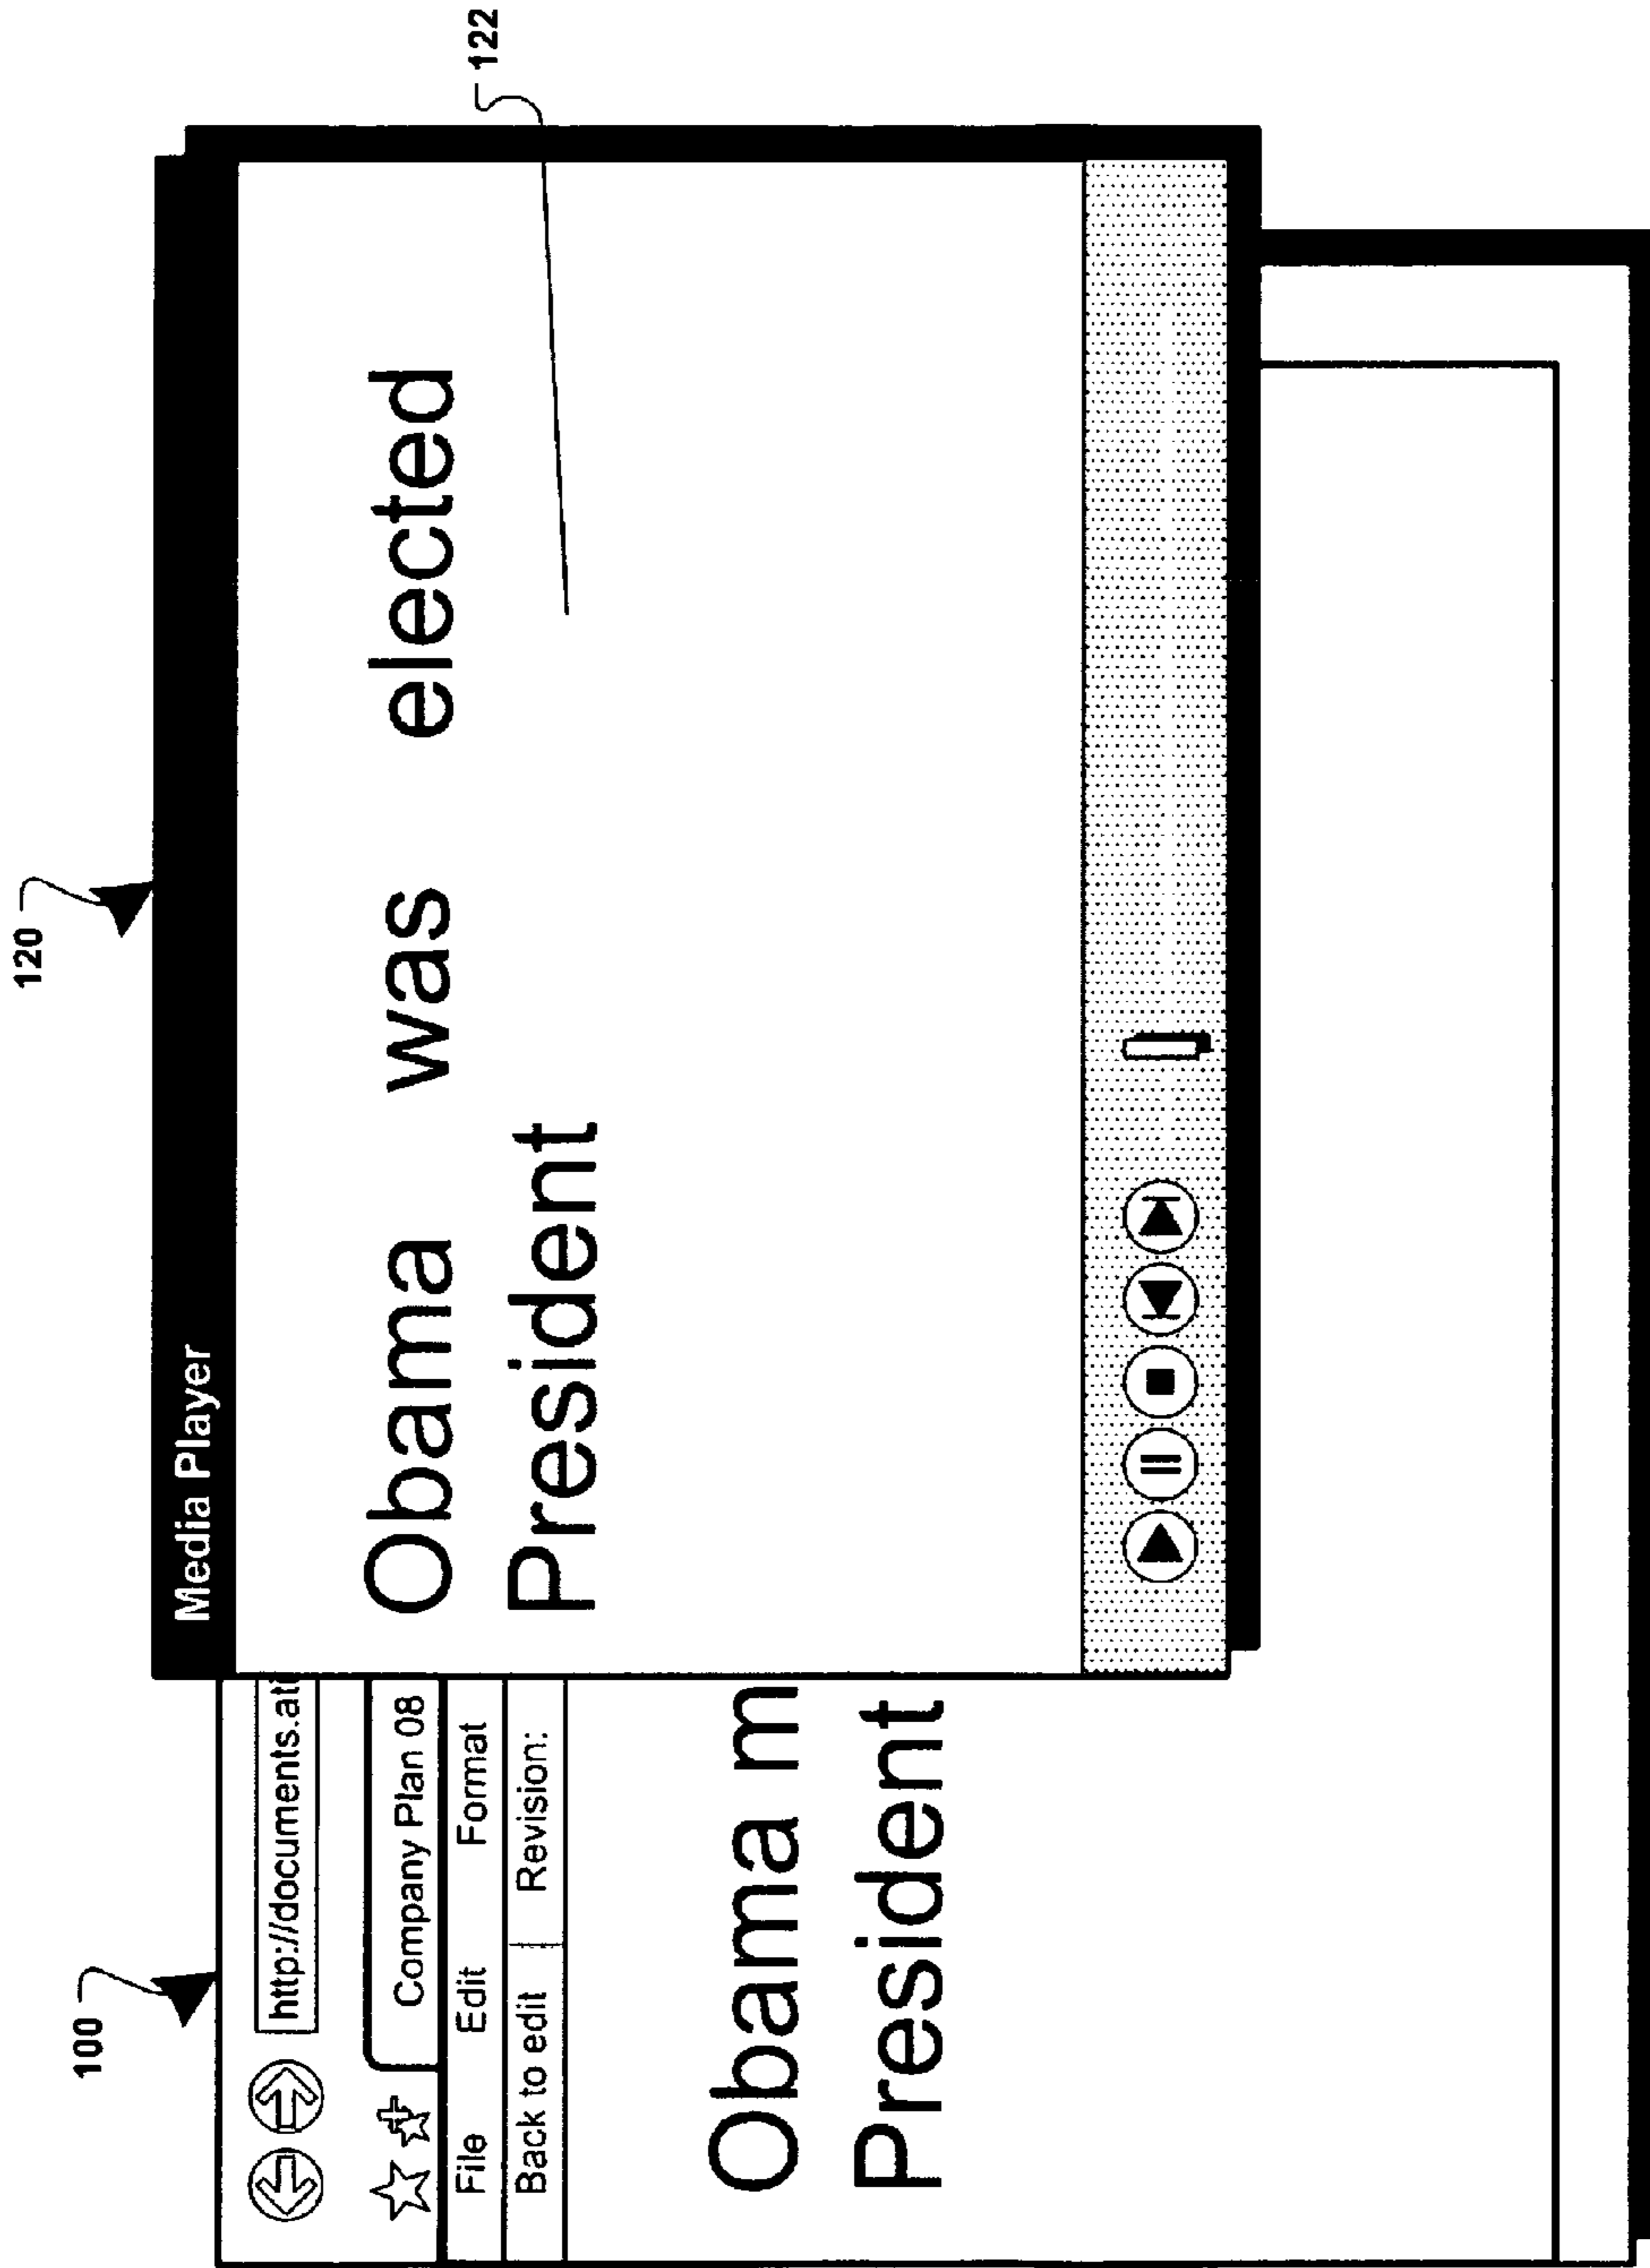 120
Media Player
Obama was elected
President
122
100
http://documents.at
Company Plan 08
File Edit Format
Back to edit Revision:
Obama m
President